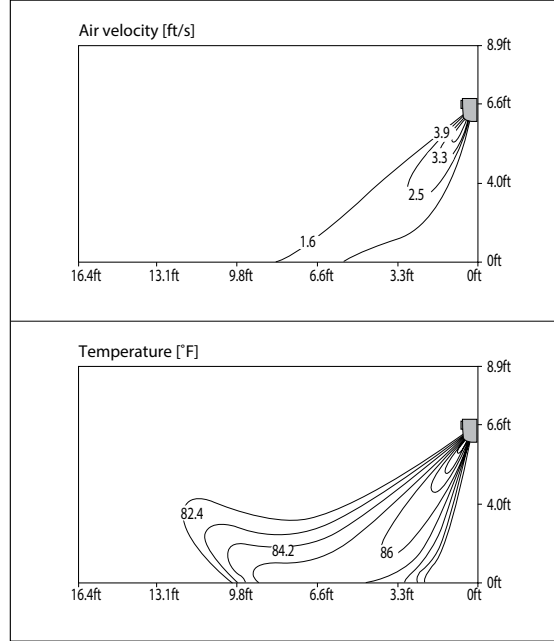 Air velocity [ft/s]
8.9ft
6.6ft
3.9
3.3
4.0ft
2.5
1.6
0ft
16.4ft 13.1ft 9.8ft 6.6ft 3.3ft 0ft
Temperature [˚F]
8.9ft
6.6ft
4.0ft
82.4
84.2
86
0ft
16.4ft 13.1ft 9.8ft 6.6ft 3.3ft 0ft